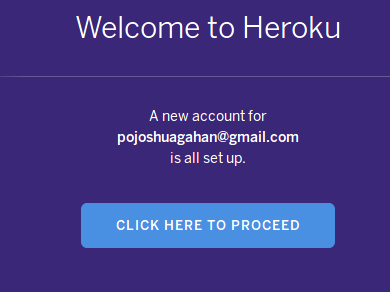 Welcome to Heroku
A new account for
pojoshuagahan@gmail.com
is all set up.
CLICK HERE TO PROCEED